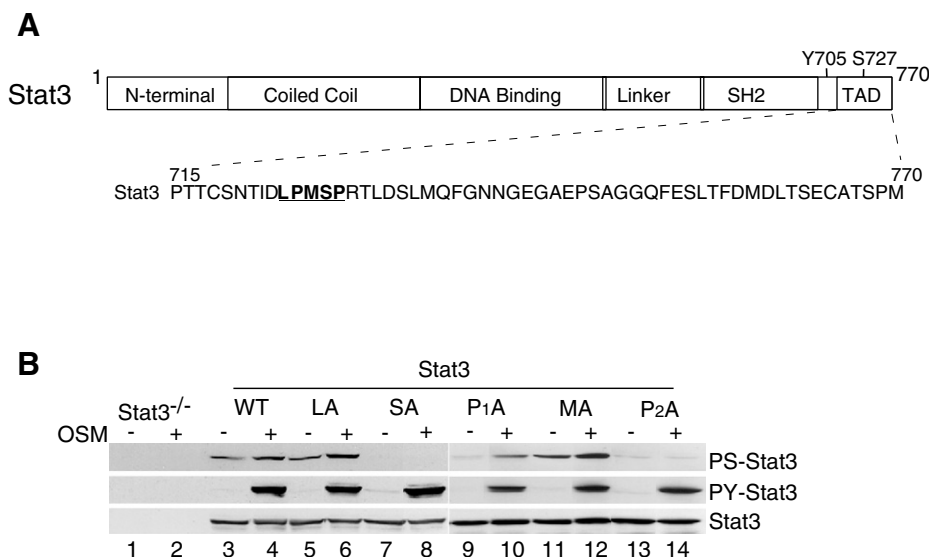 A
Y705 S727
1 770
Stat3 N-terminal Coiled Coil DNA Binding Linker SH2 TAD
715 770
Stat3 PTTCSNTIDLPMSPRTLDSLMQFGNNGEGAEPSAGGQFESLTFDMDLTSECATSPM
B
Stat3
Stat3-/- WT LA SA P1A MA P2A
OSM - + - + - + - + - + - + - +
PS-Stat3
PY-Stat3
Stat3
1 2 3 4 5 6 7 8 9 10 11 12 13 14